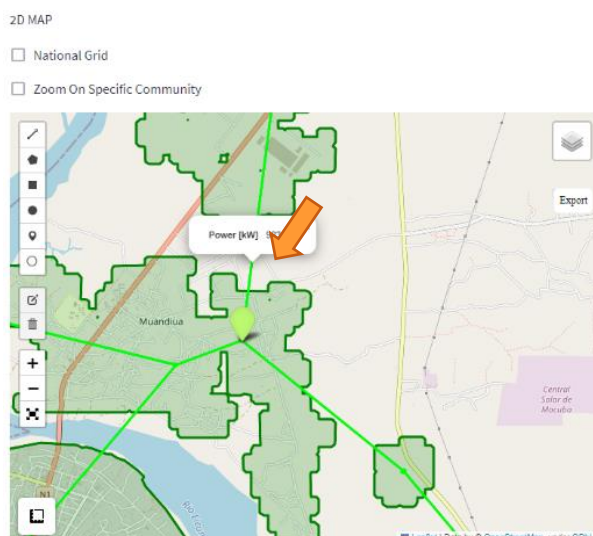 2D MAP
National Grid
Zoom On Specific Community
Export
Power [kW]
Muandiua
Central
Solar de
Mocuba
N1